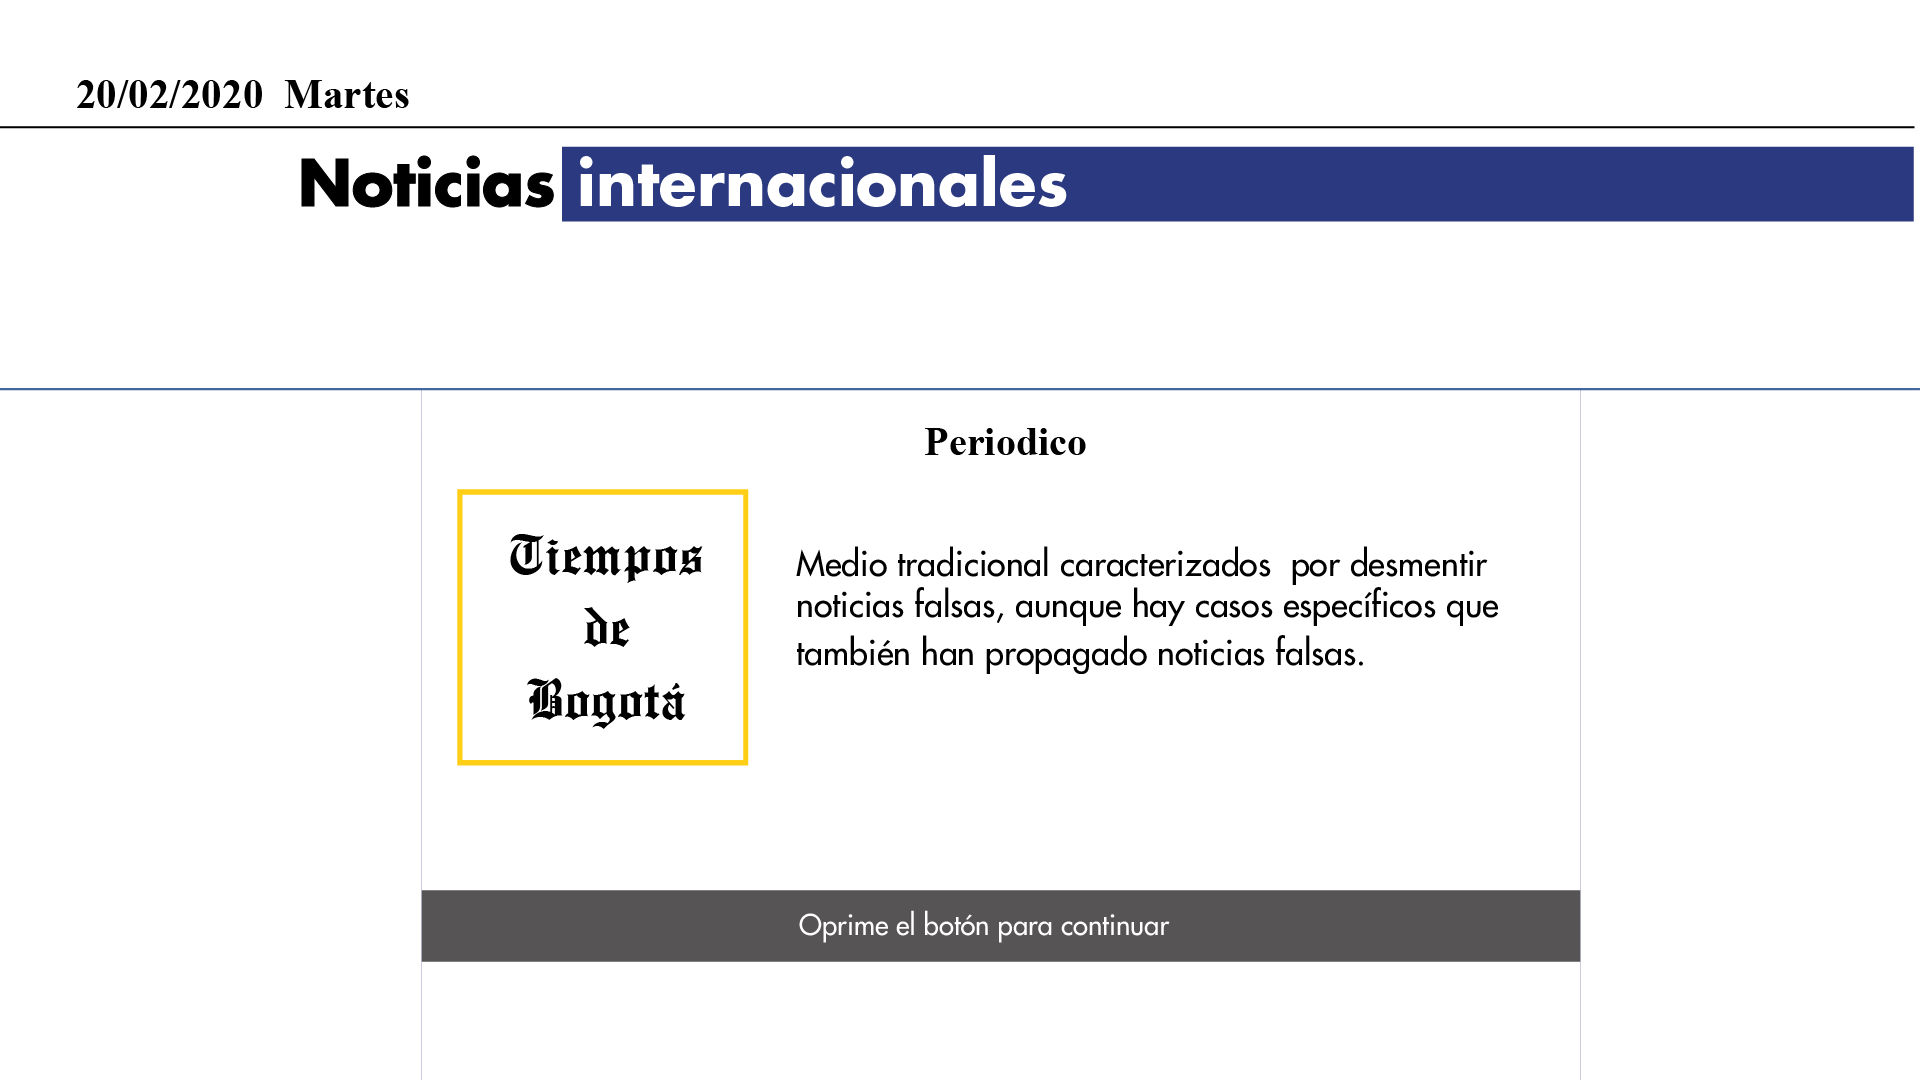 20/02/2020  Martes
Noticias internacionales
Periodico
Tiempos
de
Bogotá
Medio tradicional caracterizados  por desmentir
noticias falsas, aunque hay casos específicos que
también han propagado noticias falsas.
Oprime el botón para continuar